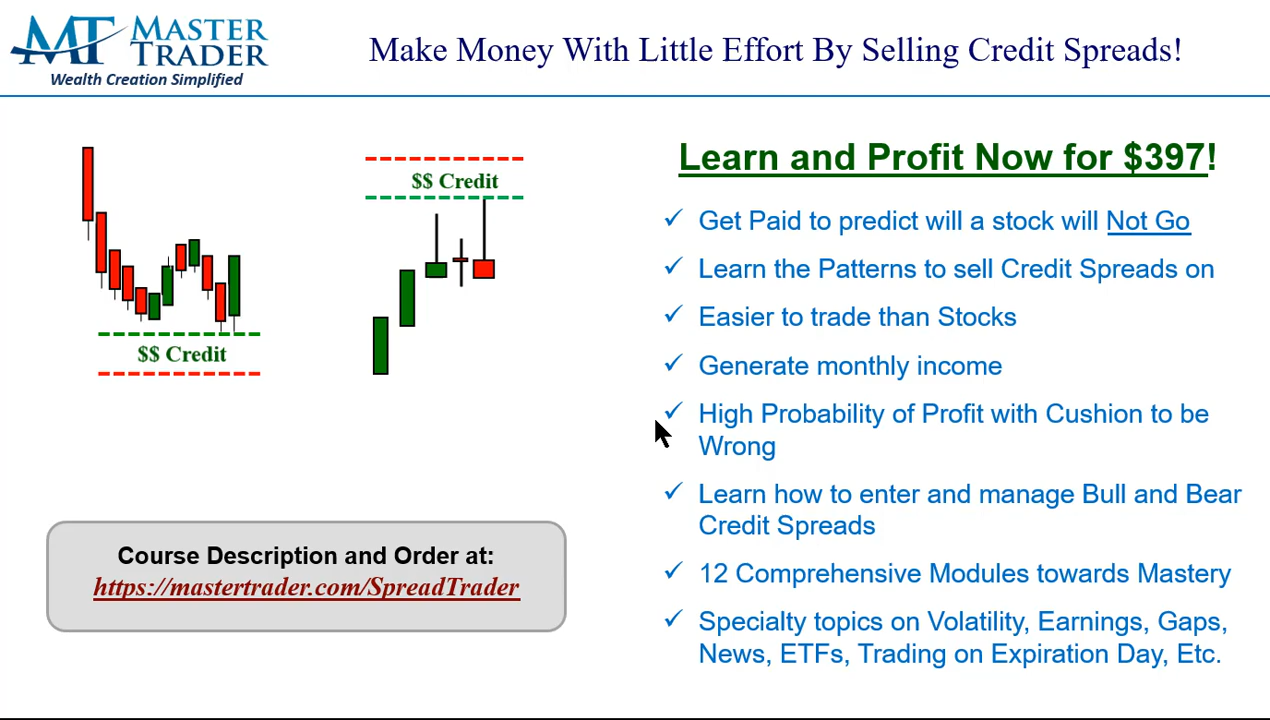 MT MASTER
TRADER
Wealth Creation Simplified
Make Money With Little Effort By Selling Credit Spreads!
$$ Credit
$$ Credit
Course Description and Order at:
https://mastertrader.com/SpreadTrader
Learn and Profit Now for $397!
Get Paid to predict will a stock will Not Go
Learn the Patterns to sell Credit Spreads on
Easier to trade than Stocks
Generate monthly income
High Probability of Profit with Cushion to be
Wrong
Learn how to enter and manage Bull and Bear
Credit Spreads
12 Comprehensive Modules towards Mastery
Specialty topics on Volatility, Earnings, Gaps,
News, ETFs, Trading on Expiration Day, Etc.